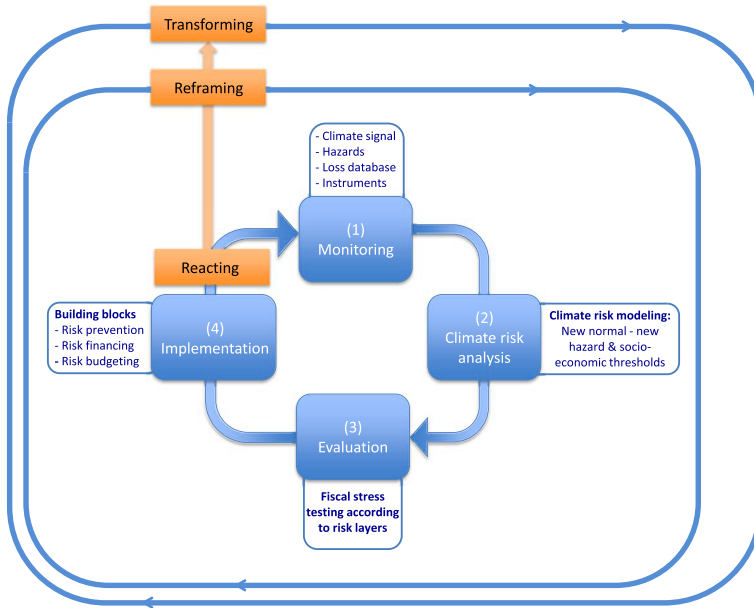 Transforming
Reframing
- Climate signal
- Hazards
- Loss database
- Instruments
(1)
Monitoring
Reacting
Building blocks
- Risk prevention
- Risk financing
- Risk budgeting
(4)
Implementation
(2)
Climate risk
analysis
Climate risk modeling:
New normal - new
hazard & socio-
economic thresholds
(3)
Evaluation
Fiscal stress
testing according
to risk layers